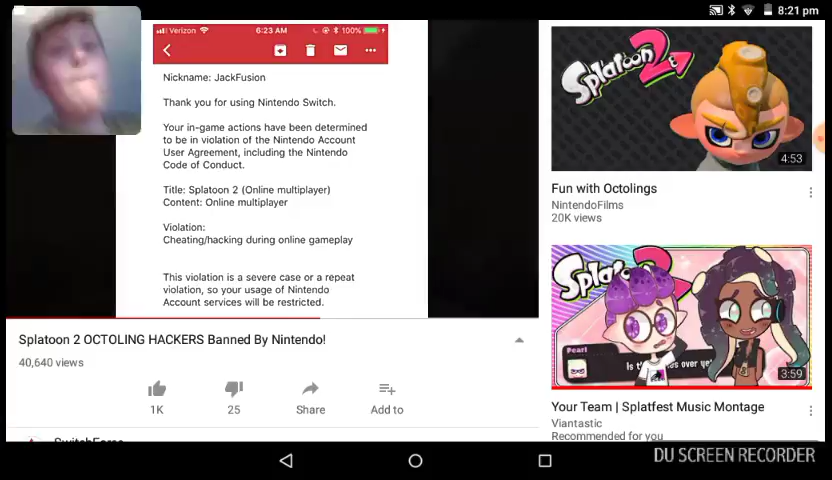 8:21 pm
Verizon 6:23 AM 100%
Nickname: JackFusion
Thank you for using Nintendo Switch.
Your in-game actions have been determined
to be in violation of the Nintendo Account
User Agreement, including the Nintendo
Code of Conduct.
Title: Splatoon 2 (Online multiplayer)
Content: Online multiplayer
Violation:
Cheating/hacking during online gameplay
This violation is a severe case or a repeat
violation, so your usage of Nintendo
Account services will be restricted.
Splatoon 2 OCTOLING HACKERS Banned By Nintendo!
40,640 views
1K
25
Share
Add to
SwitchForce
Splatoon 2
4:53
Fun with Octolings
NintendoFilms
20K views
Splatoon 2
Pearl
3:59
Your Team | Splatfest Music Montage
Viantastic
Recommended for you
DU SCREEN RECORDER